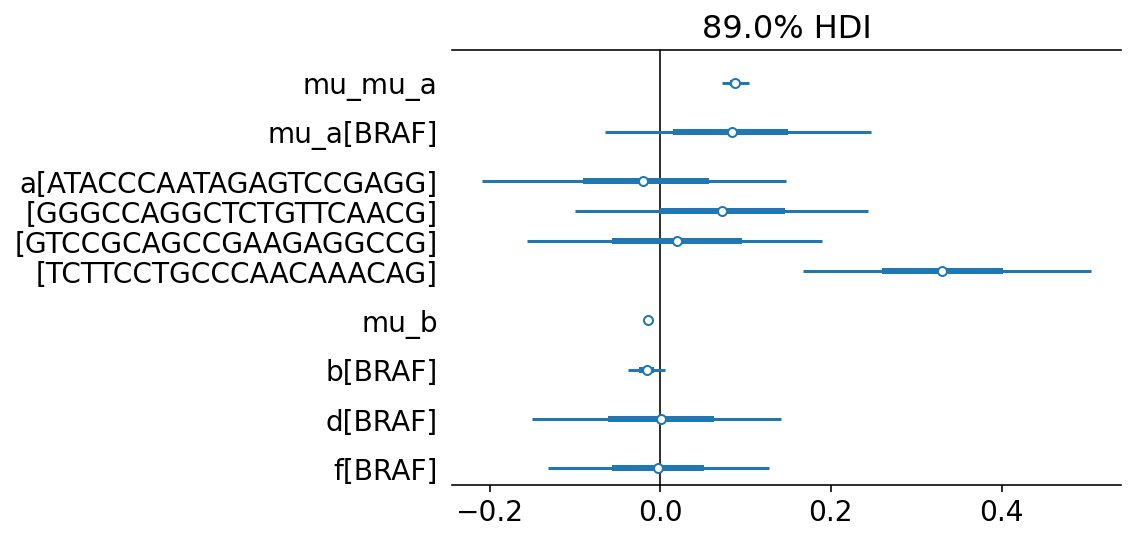 89.0% HDI
mu_mu_a
mu_a[BRAF]
a[ATACCCAATAGAGTCCGAGG]
[GGGCCAGGCTCTGTTCAACG]
[GTCCGCAGCCGAAGAGGCCG]
[TCTTCCTGCCCAACAAACAG]
mu_b
b[BRAF]
d[BRAF]
f[BRAF]
−0.2 0.0 0.2 0.4